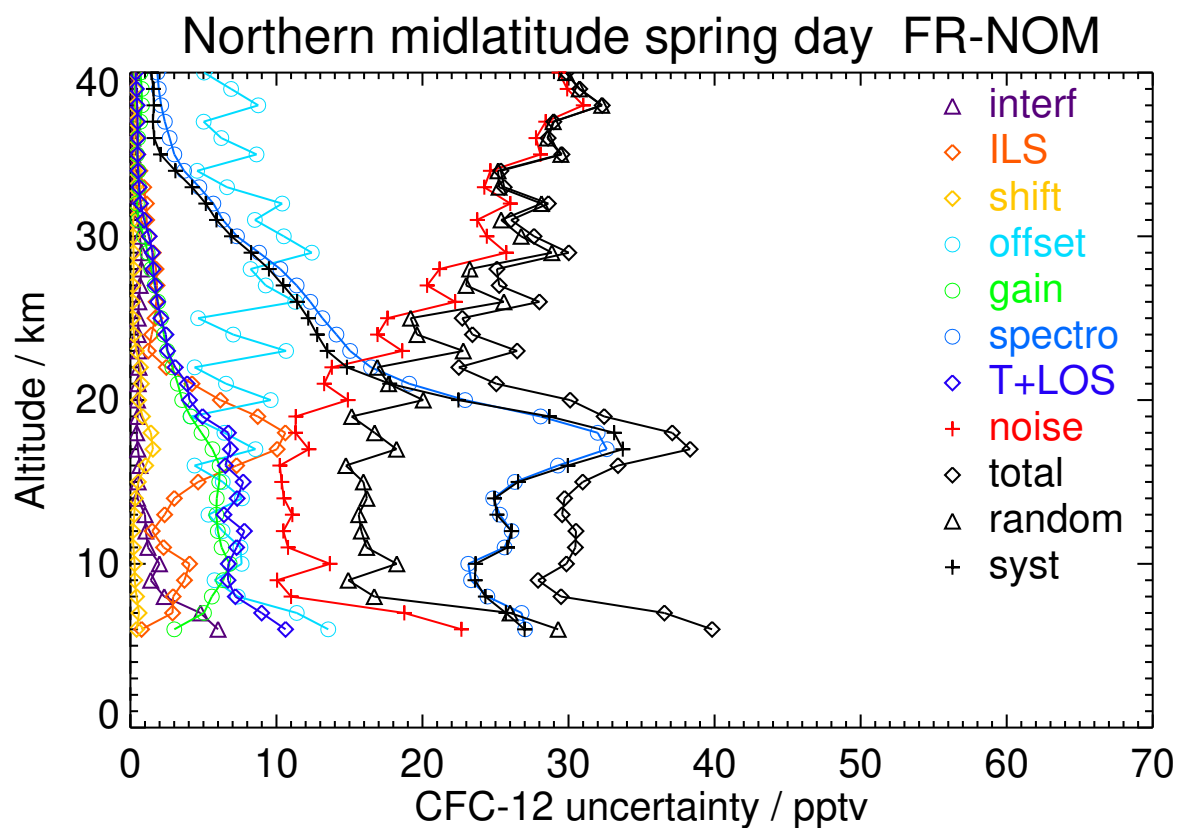 Northern midlatitude spring day FR-NOM
40
30
20
10
0
Altitude / km
interf
ILS
shift
offset
gain
spectro
T+LOS
noise
total
random
syst
0 10 20 30 40 50 60 70
CFC-12 uncertainty / pptv